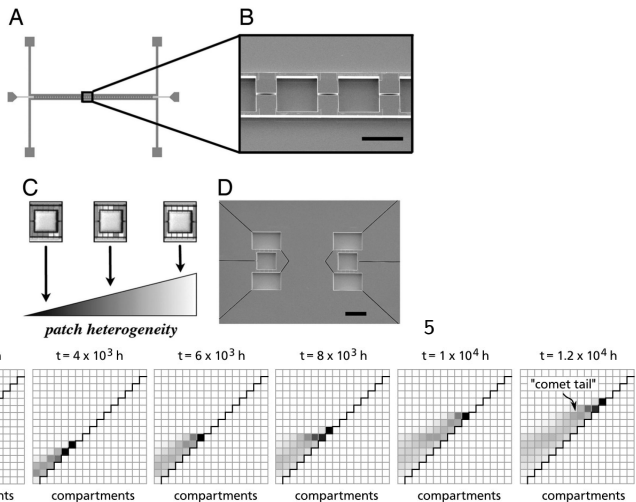 A
B
C
D
patch heterogeneity
5
h
t = 4 x 10³ h
t = 6 x 10³ h
t = 8 x 10³ h
t = 1 x 10⁴ h
t = 1.2 x 10⁴ h
"comet tail"
nts
compartments
compartments
compartments
compartments
compartments